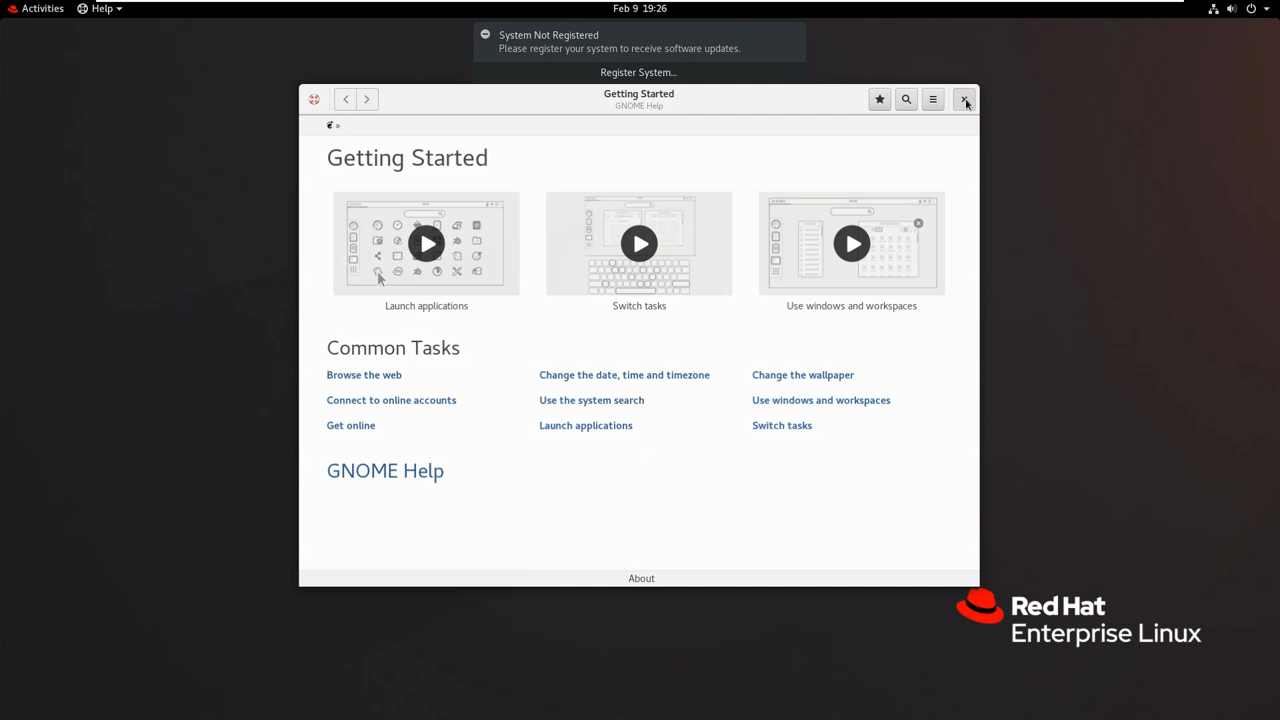 Activities
Help
Feb 9 19:26
System Not Registered
Please register your system to receive software updates.
Register System...
Getting Started
GNOME Help
»
Getting Started
Launch applications
Switch tasks
Use windows and workspaces
Common Tasks
Browse the web
Change the date, time and timezone
Change the wallpaper
Connect to online accounts
Use the system search
Use windows and workspaces
Get online
Launch applications
Switch tasks
GNOME Help
About
Red Hat
Enterprise Linux